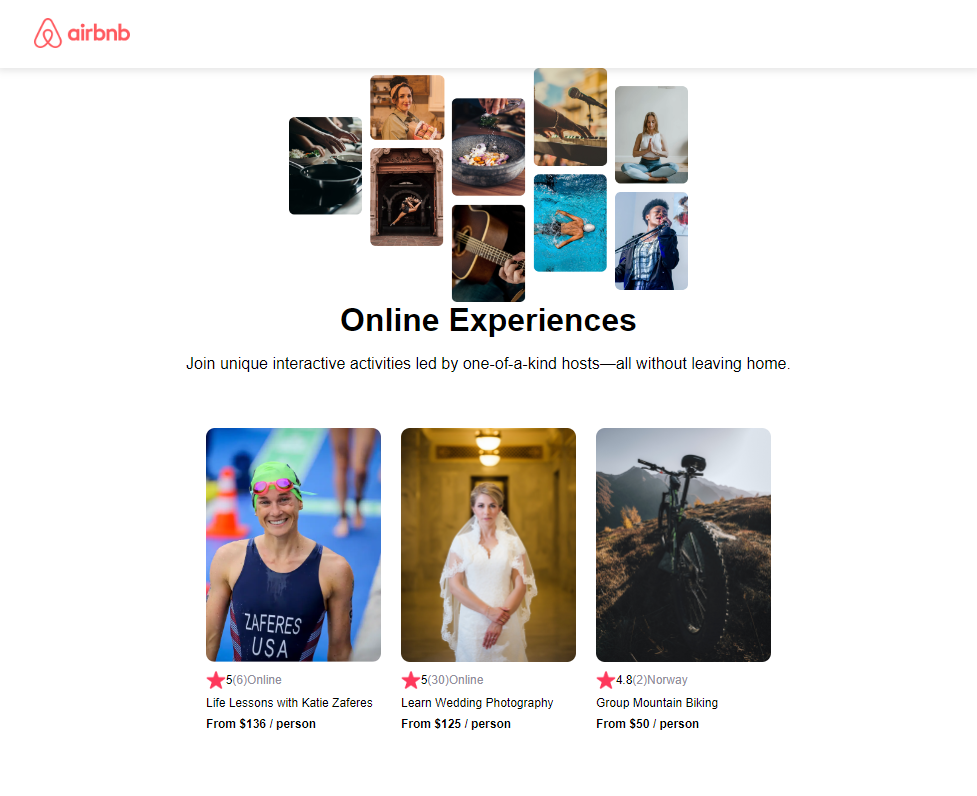 airbnb
Online Experiences
Join unique interactive activities led by one-of-a-kind hosts—all without leaving home.
ZAFERES
USA
5(6)Online
5(30)Online
4.8(2)Norway
Life Lessons with Katie Zaferes
Learn Wedding Photography
Group Mountain Biking
From $136 / person
From $125 / person
From $50 / person